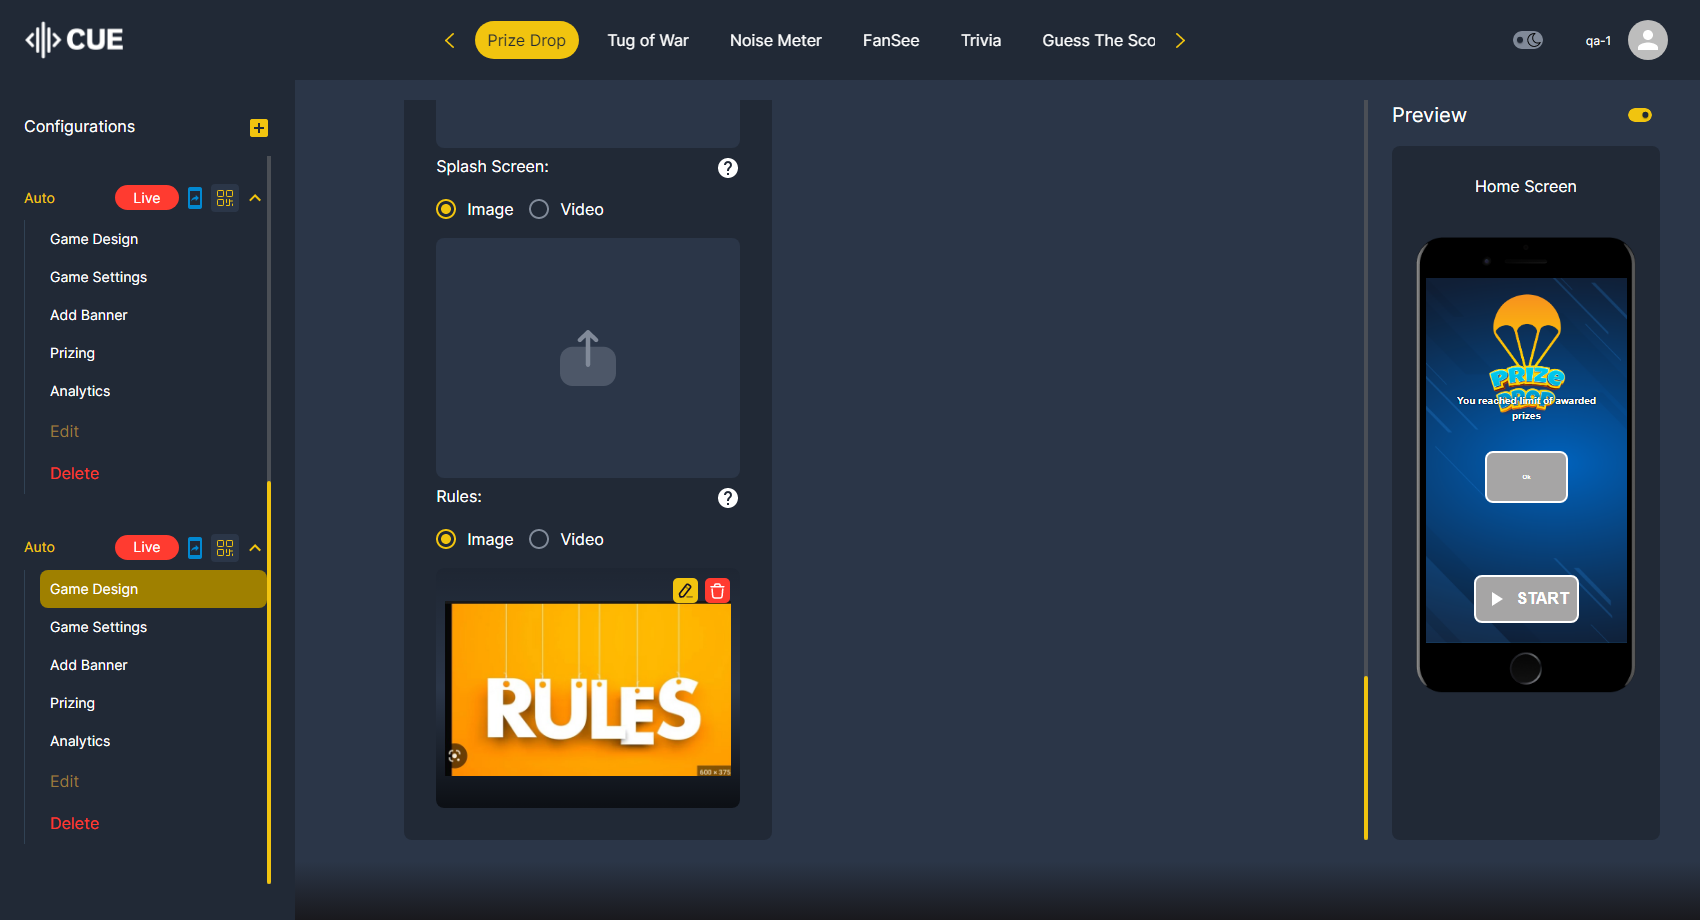 CUE
Prize Drop
Tug of War
Noise Meter
FanSee
Trivia
Guess The Sco
qa-1
Configurations
Auto
Live
Game Design
Game Settings
Add Banner
Prizing
Analytics
Edit
Delete
Auto
Live
Game Design
Game Settings
Add Banner
Prizing
Analytics
Edit
Delete
Splash Screen:
?
Image
Video
Rules:
?
Image
Video
RULES
600 × 375
Preview
Home Screen
PRIZE
DROP
You reached limit of awarded
prizes
Ok
START